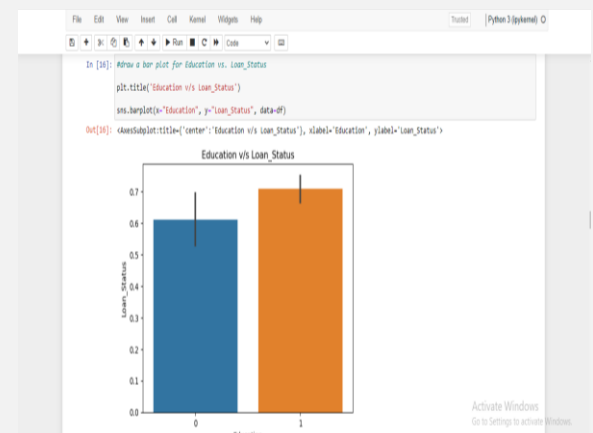 File Edit View Insert Cell Kernel Widgets Help Trusted Python 3 (ipykernel)
Run Code
In [16]: #draw a bar plot for Education vs. Loan_Status
plt.title('Education v/s Loan_Status')
sns.barplot(x="Education", y="Loan_Status", data=df)
Out[16]: <AxesSubplot:title={'center':'Education v/s Loan_Status'}, xlabel='Education', ylabel='Loan_Status'>
Education v/s Loan_Status
0.7
0.6
0.5
0.4
0.3
0.2
0.1
0.0
Loan_Status
0 1
Activate Windows
Go to Settings to activate Windows.